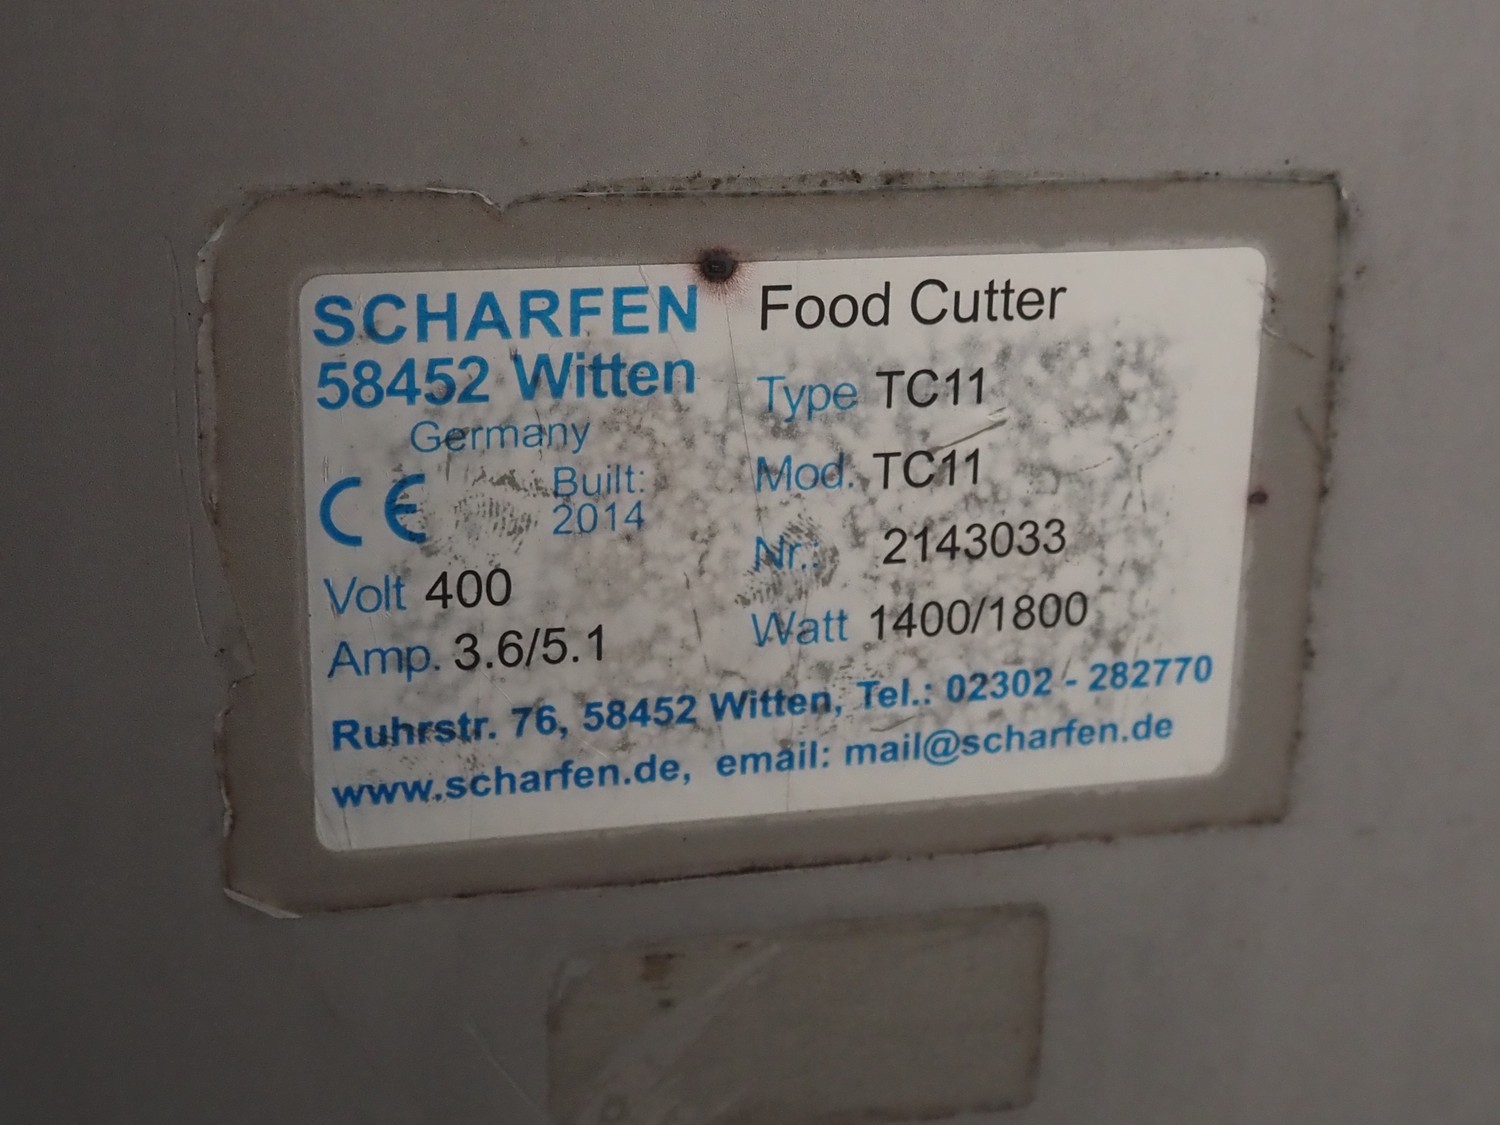 SCHARFEN
58452 Witten
Germany
CE
Built:
2014
Volt 400
Amp. 3.6/5.1
Food Cutter
Type TC11
Mod. TC11
Nr.: 2143033
Watt 1400/1800
Ruhrstr. 76, 58452 Witten, Tel.: 02302 - 282770
www.scharfen.de, email: mail@scharfen.de